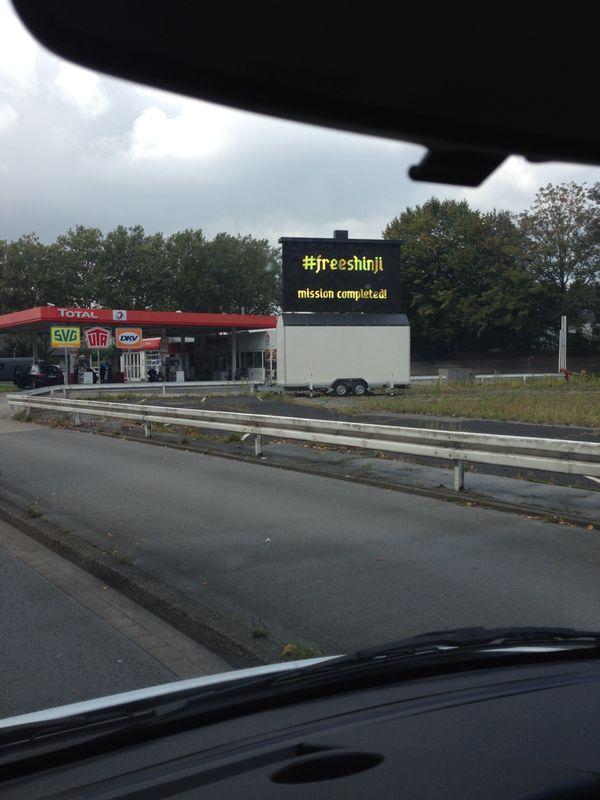 #freeshinji
mission completed!
TOTAL
SVG
UTA
DKV